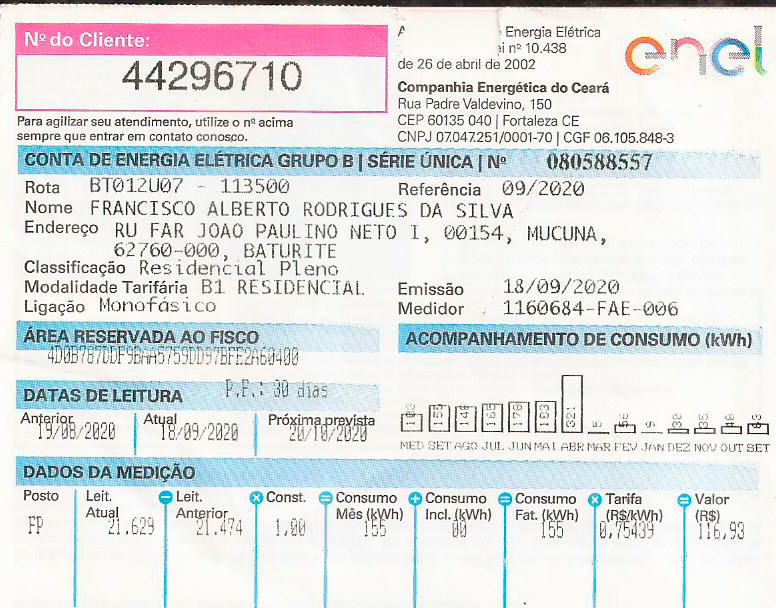 Nº do Cliente:
44296710
Para agilizar seu atendimento, utilize o nº acima
sempre que entrar em contato conosco.
Energia Elétrica
nº 10.438
de 26 de abril de 2002
enel
Companhia Energética do Ceará
Rua Padre Valdevino, 150
CEP 60135 040 | Fortaleza CE
CNPJ 07.047.251/0001-70 | CGF 06.105.848-3
CONTA DE ENERGIA ELÉTRICA GRUPO B | SÉRIE ÚNICA | Nº 080588557
Rota BT012U07 - 113500
Referência 09/2020
Nome FRANCISCO ALBERTO RODRIGUES DA SILVA
Endereço RU FAR JOAO PAULINO NETO I, 00154, MUCUNA,
62760-000, BATURITE
Classificação Residencial Pleno
Modalidade Tarifária B1 RESIDENCIAL
Ligação Monofásico
Emissão 18/09/2020
Medidor 1160684-FAE-006
ÁREA RESERVADA AO FISCO
ACOMPANHAMENTO DE CONSUMO (kWh)
DATAS DE LEITURA P.F.: 30 dias
Anterior Atual Próxima prevista
19/08/2020 18/09/2020 20/10/2020
155 165 178 183 321
MED SET AGO JUL JUN MAI ABR MAR FEV JAN DEZ NOV OUT SET
DADOS DA MEDIÇÃO
Posto Leit. Atual − Leit. Anterior × Const. = Consumo Mês (kWh) + Consumo Incl. (kWh) = Consumo Fat. (kWh) × Tarifa (R$/kWh) = Valor (R$)
FP 21.629 21.474 1,00 155 00 155 0,75439 116,93